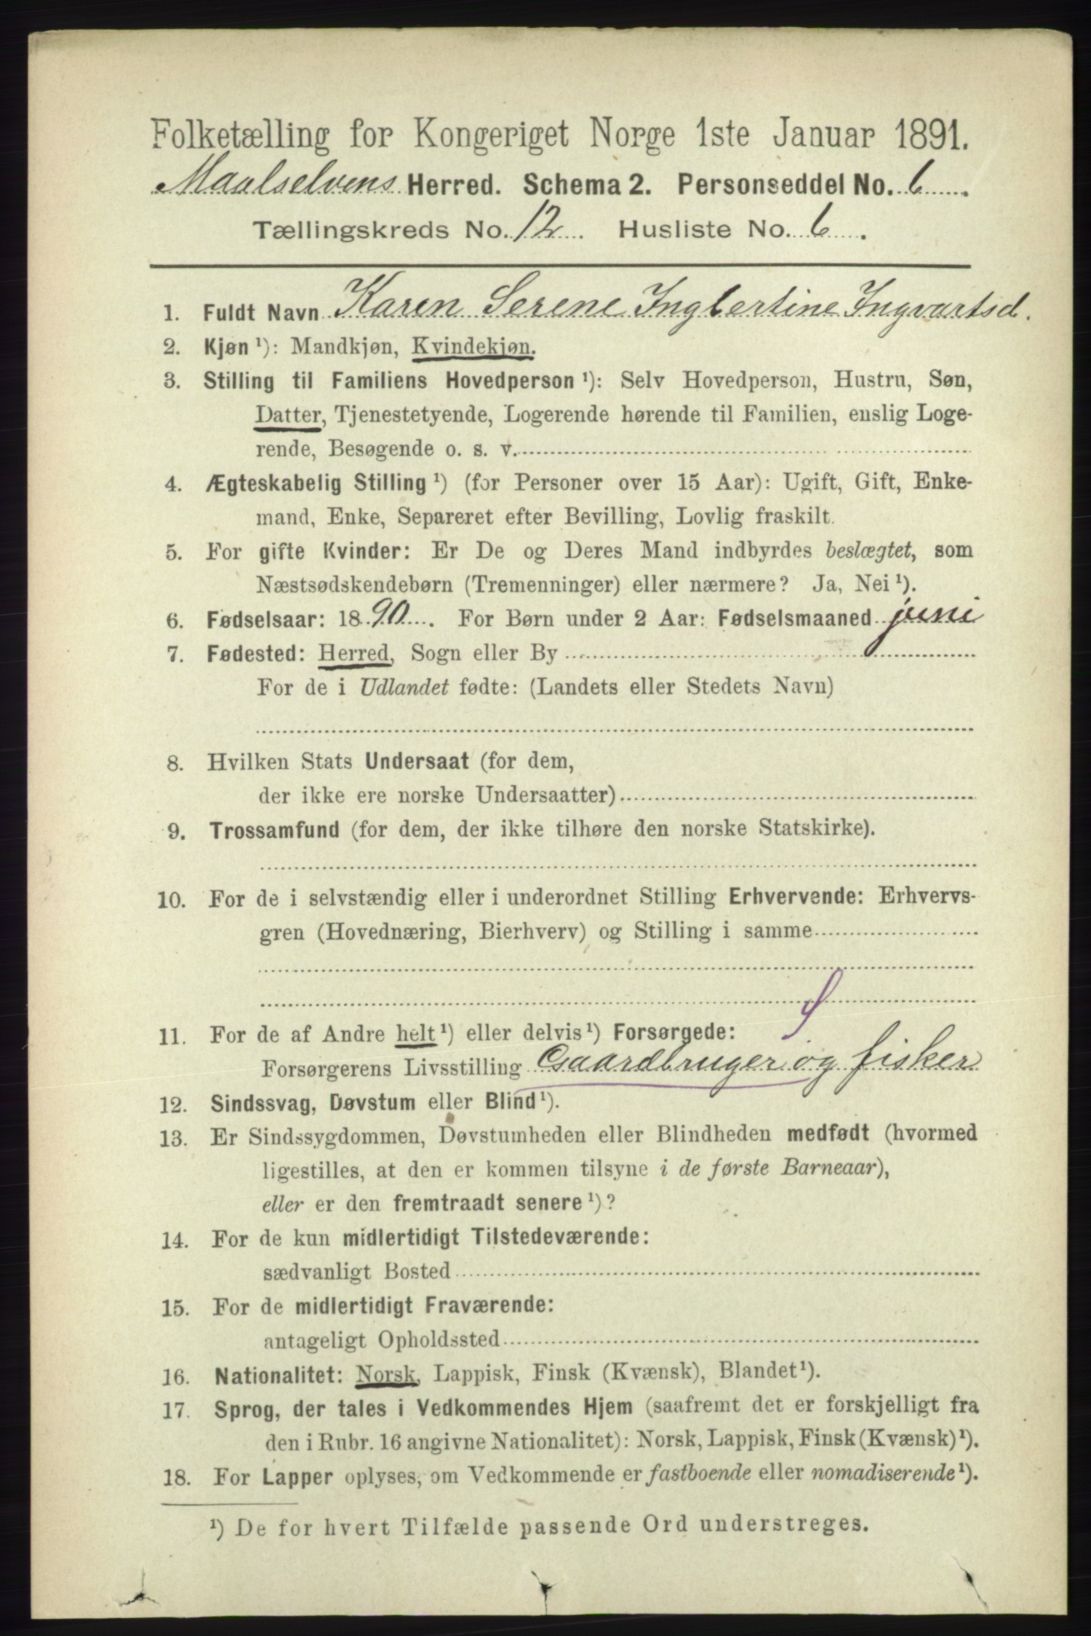 Folketælling for Kongeriget Norge 1ste Januar 1891.
Maalselvens Herred. Schema 2. Personseddel No. 6.
Tællingskreds No. 12. Husliste No. 6.
1. Fuldt Navn Karen Serene Ingbertine Ingvartsd.
2. Kjøn ¹): Mandkjøn, Kvindekjøn.
3. Stilling til Familiens Hovedperson ¹): Selv Hovedperson, Hustru, Søn,
Datter, Tjenestetyende, Logerende hørende til Familien, enslig Loge-
rende, Besøgende o. s. v.
4. Ægteskabelig Stilling ¹) (for Personer over 15 Aar): Ugift, Gift, Enke-
mand, Enke, Separeret efter Bevilling, Lovlig fraskilt.
5. For gifte Kvinder: Er De og Deres Mand indbyrdes beslægtet, som
Næstsødskendebørn (Tremenninger) eller nærmere? Ja, Nei ¹).
6. Fødselsaar: 1890. For Børn under 2 Aar: Fødselsmaaned juni
7. Fødested: Herred, Sogn eller By
For de i Udlandet fødte: (Landets eller Stedets Navn)
8. Hvilken Stats Undersaat (for dem,
der ikke ere norske Undersaatter)
9. Trossamfund (for dem, der ikke tilhøre den norske Statskirke).
10. For de i selvstændig eller i underordnet Stilling Erhvervende: Erhvervs-
gren (Hovednæring, Bierhverv) og Stilling i samme
11. For de af Andre helt ¹) eller delvis ¹) Forsørgede:
Forsørgerens Livsstilling Gaardbruger og fisker
12. Sindssvag, Døvstum eller Blind ¹).
13. Er Sindssygdommen, Døvstumheden eller Blindheden medfødt (hvormed
ligestilles, at den er kommen tilsyne i de første Barneaar),
eller er den fremtraadt senere ¹)?
14. For de kun midlertidigt Tilstedeværende:
sædvanligt Bosted
15. For de midlertidigt Fraværende:
antageligt Opholdssted
16. Nationalitet: Norsk, Lappisk, Finsk (Kvænsk), Blandet ¹).
17. Sprog, der tales i Vedkommendes Hjem (saafremt det er forskjelligt fra
den i Rubr. 16 angivne Nationalitet): Norsk, Lappisk, Finsk (Kvænsk) ¹).
18. For Lapper oplyses, om Vedkommende er fastboende eller nomadiserende ¹).
¹) De for hvert Tilfælde passende Ord understreges.